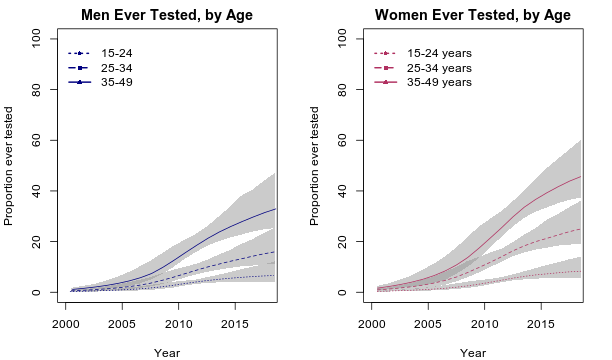 Men Ever Tested, by Age
Proportion ever tested
100
80
60
40
20
0
15-24
25-34
35-49
2000 2005 2010 2015
Year
Women Ever Tested, by Age
Proportion ever tested
100
80
60
40
20
0
15-24 years
25-34 years
35-49 years
2000 2005 2010 2015
Year